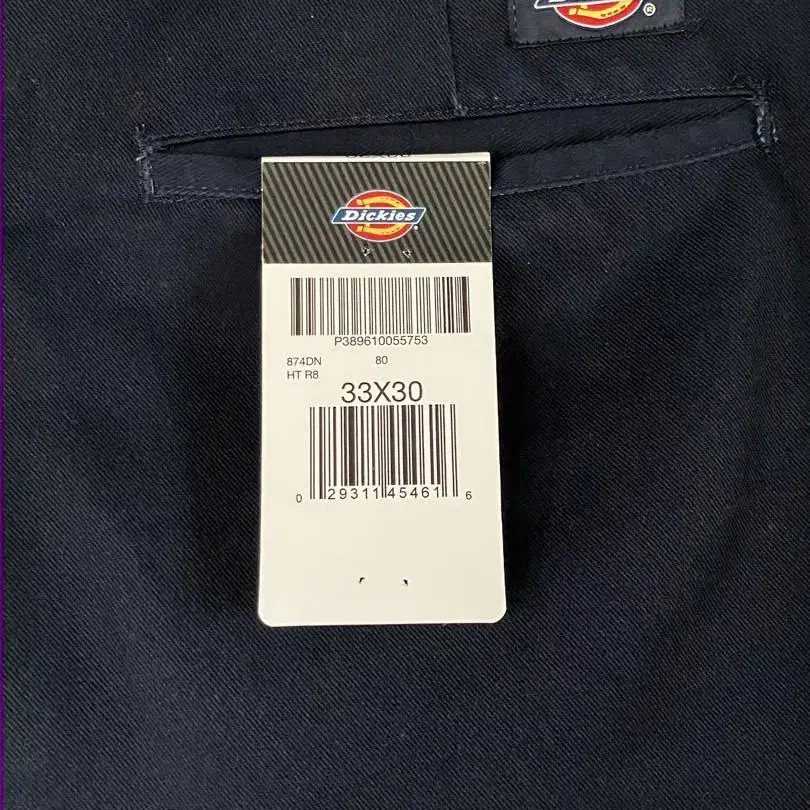 Dickies
P389610055753
874DN 80
HT R8
33X30
0 29311 45461 6